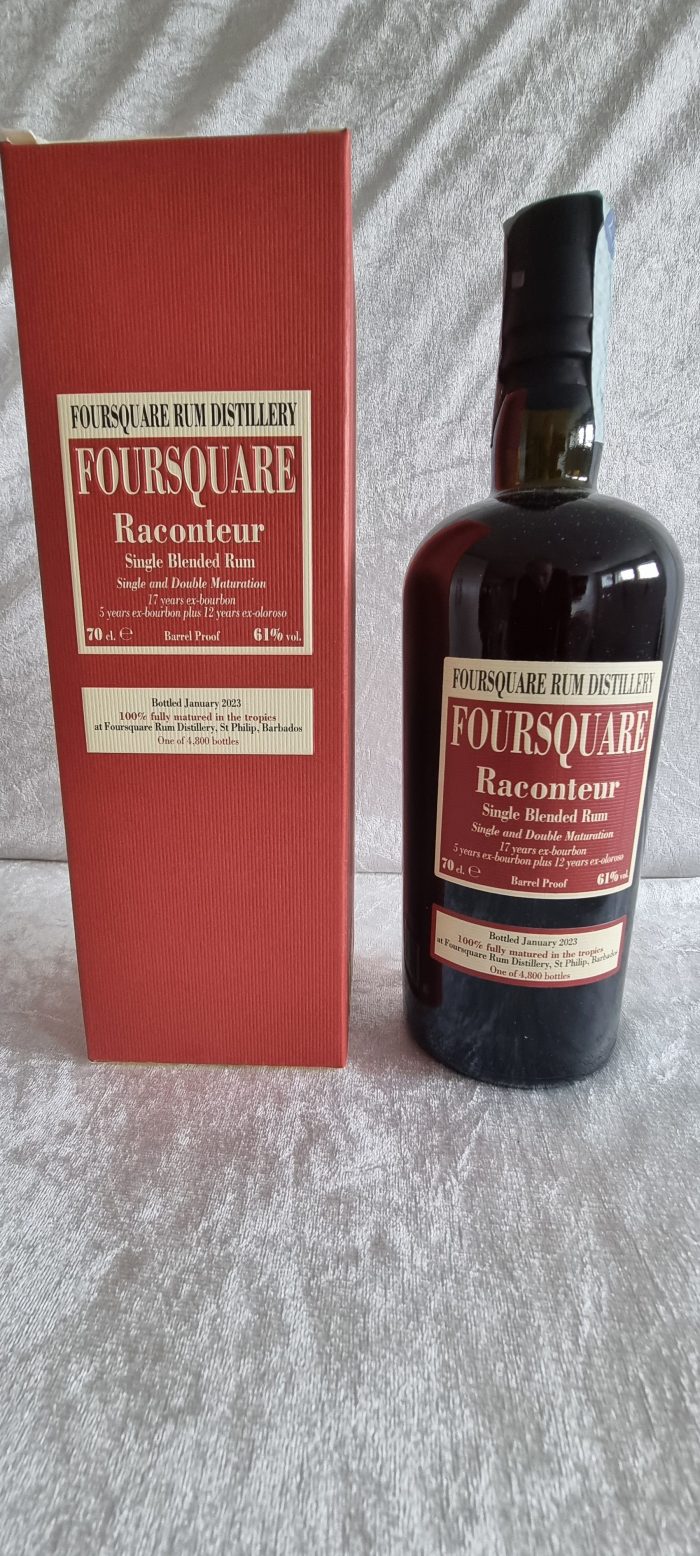 FOURSQUARE RUM DISTILLERY
FOURSQUARE
Raconteur
Single Blended Rum
Single and Double Maturation
17 years ex-bourbon
5 years ex-bourbon plus 12 years ex-oloroso
70 cl. ℮ Barrel Proof 61% vol.
Bottled January 2023
100% fully matured in the tropics
at Foursquare Rum Distillery, St Philip, Barbados
One of 4,800 bottles
FOURSQUARE RUM DISTILLERY
FOURSQUARE
Raconteur
Single Blended Rum
Single and Double Maturation
17 years ex-bourbon
5 years ex-bourbon plus 12 years ex-oloroso
70 cl. ℮ Barrel Proof 61% vol.
Bottled January 2023
100% fully matured in the tropics
at Foursquare Rum Distillery, St Philip, Barbados
One of 4,800 bottles